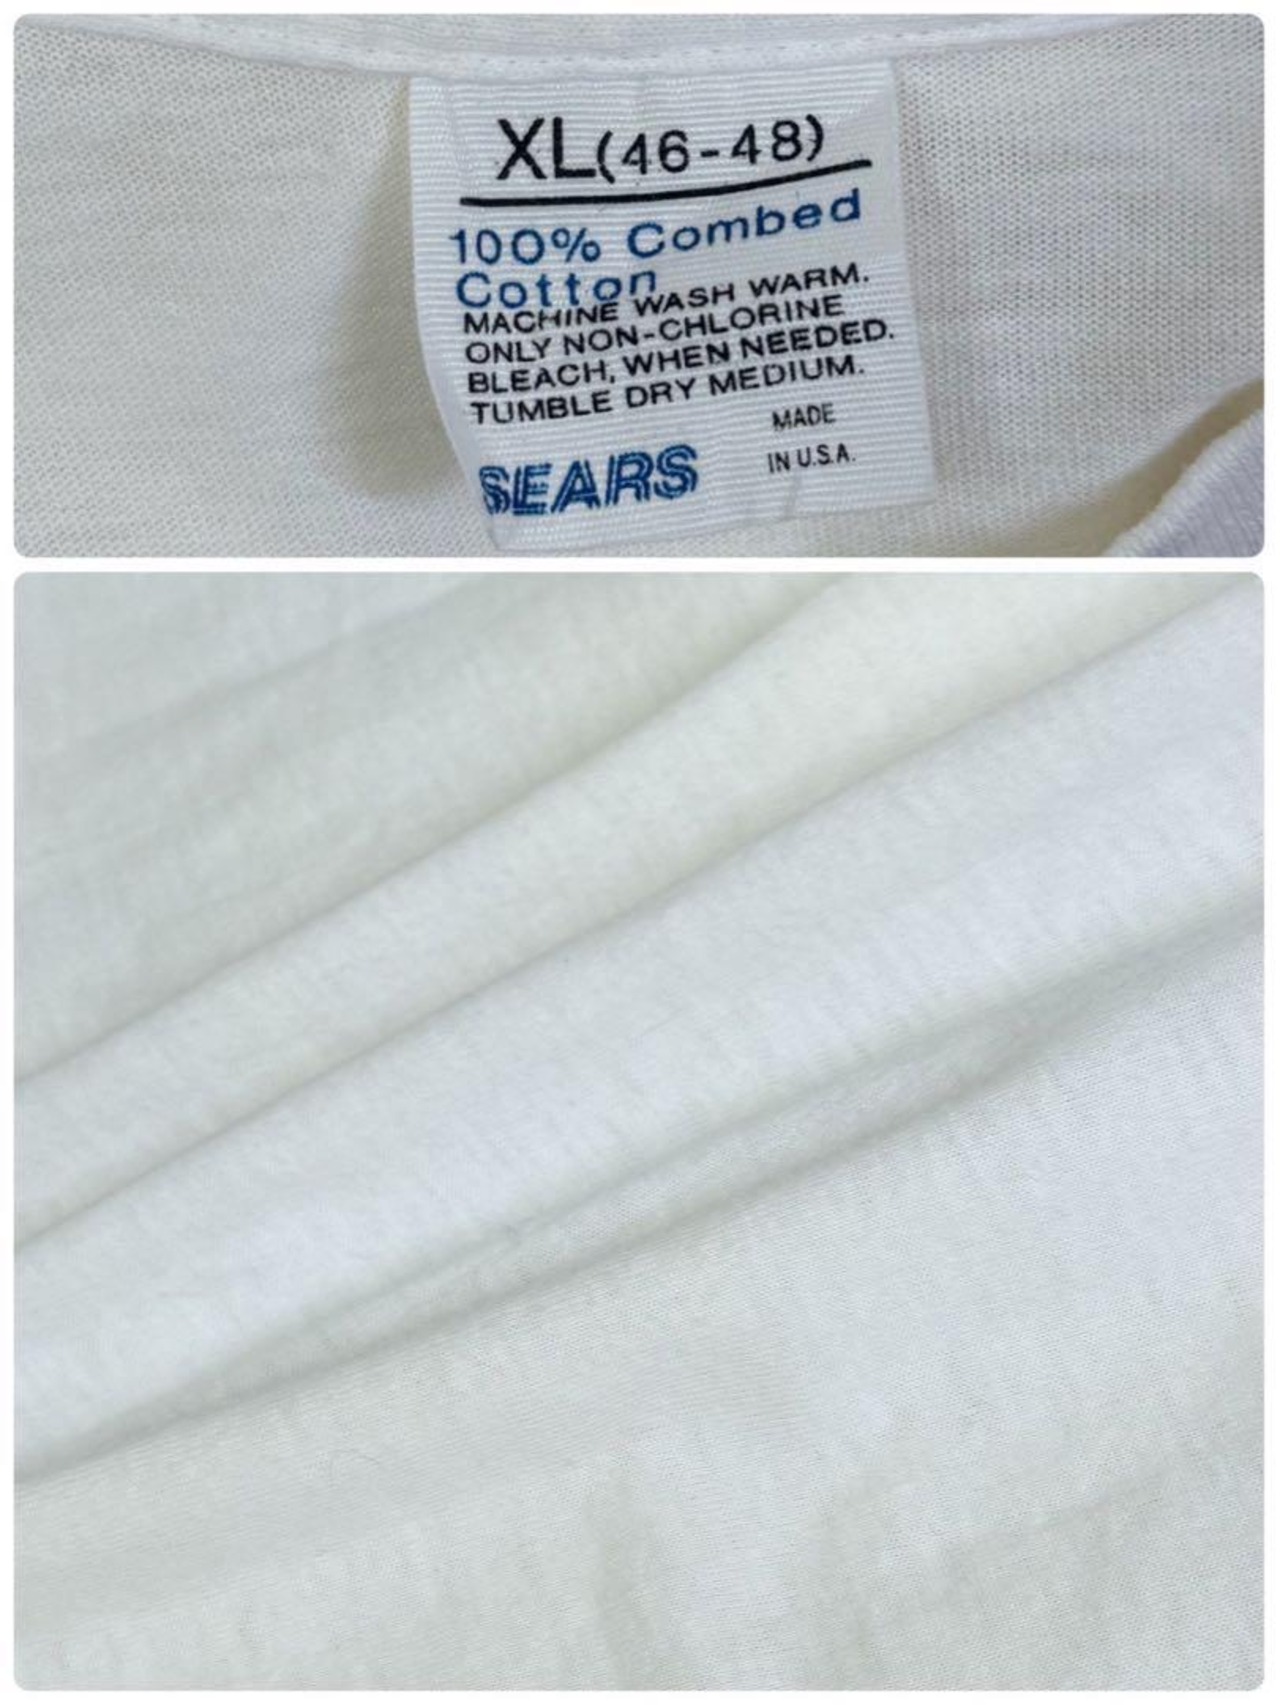 XL(46-48)
100% Combed
Cotton
MACHINE WASH WARM.
ONLY NON-CHLORINE
BLEACH, WHEN NEEDED.
TUMBLE DRY MEDIUM.
MADE
IN U.S.A.
SEARS